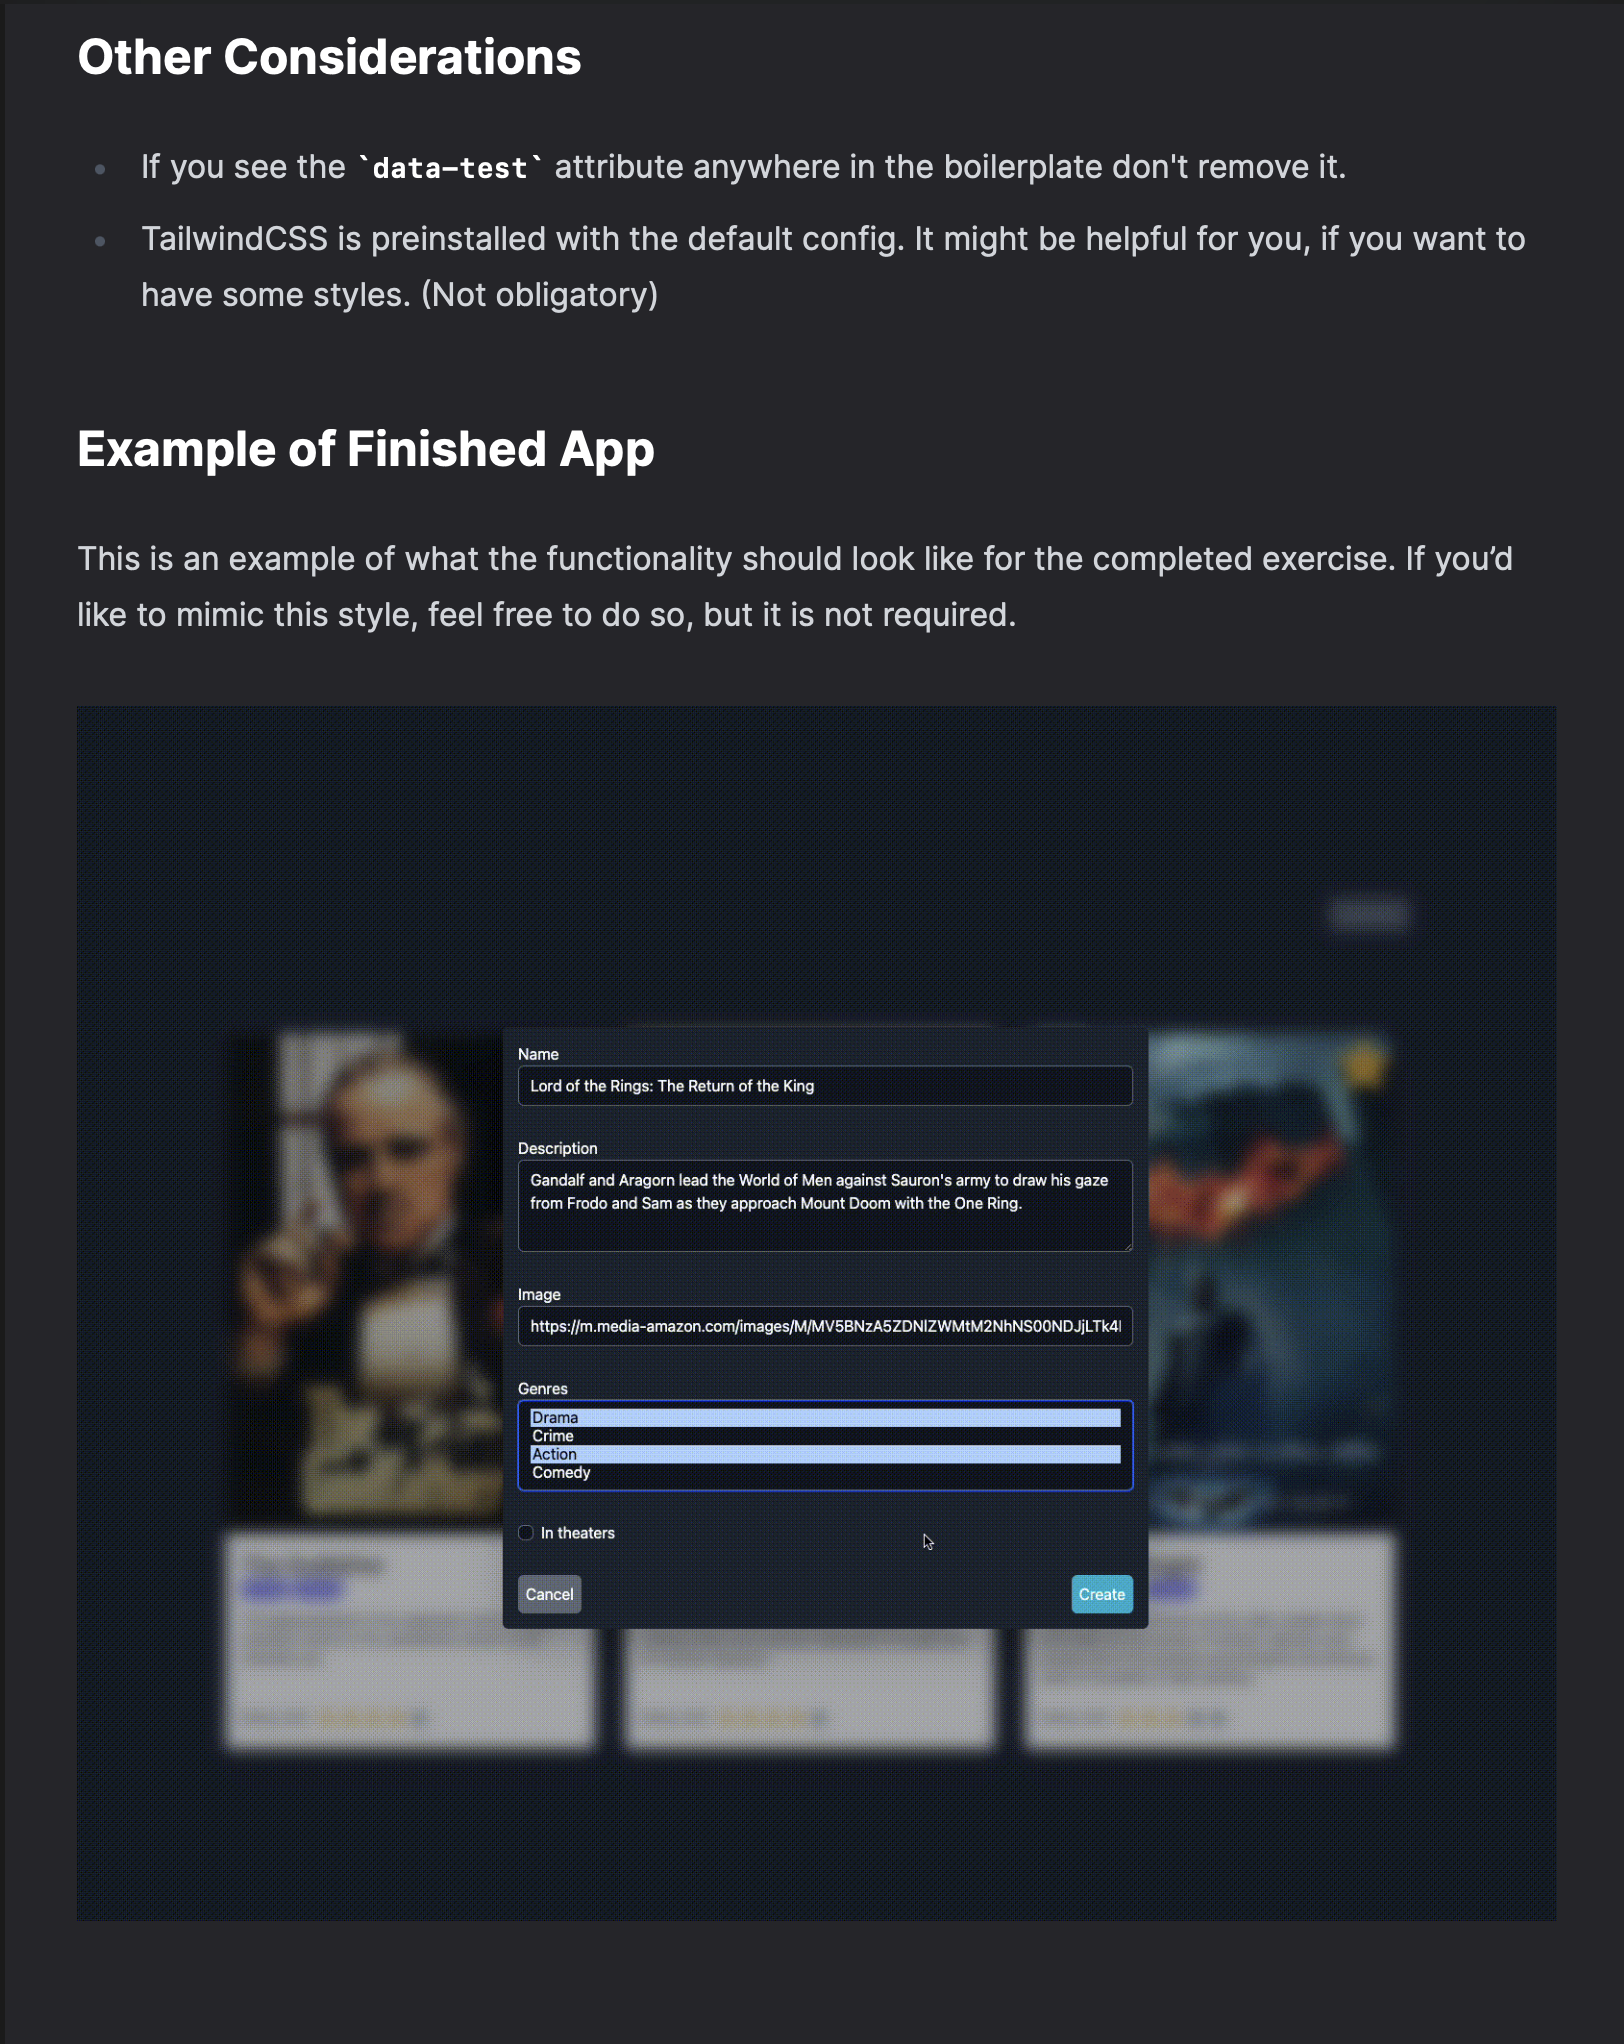 Other Considerations
If you see the `data-test` attribute anywhere in the boilerplate don't remove it.
TailwindCSS is preinstalled with the default config. It might be helpful for you, if you want to
have some styles. (Not obligatory)
Example of Finished App
This is an example of what the functionality should look like for the completed exercise. If you’d
like to mimic this style, feel free to do so, but it is not required.
Name
Lord of the Rings: The Return of the King
Description
Gandalf and Aragorn lead the World of Men against Sauron's army to draw his gaze
from Frodo and Sam as they approach Mount Doom with the One Ring.
Image
https://m.media-amazon.com/images/M/MV5BNzA5ZDNlZWMtM2NhNS00NDJjLTk4
Genres
Drama
Crime
Action
Comedy
In theaters
Cancel
Create